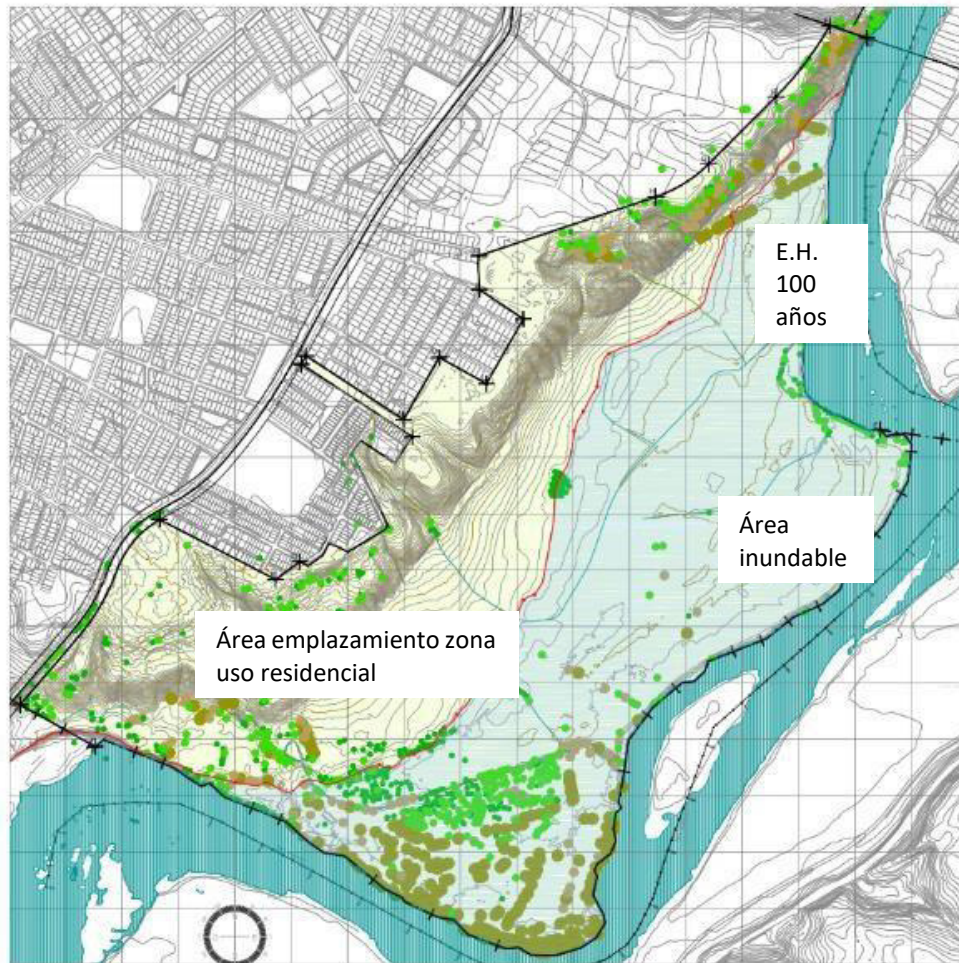 E.H.
100
años
Área
inundable
Área emplazamiento zona
uso residencial